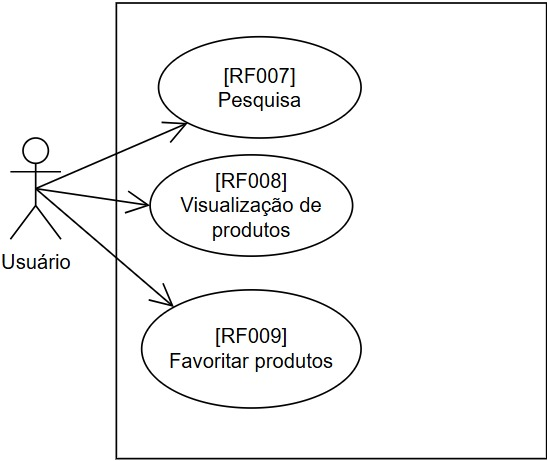 [RF007]
Pesquisa
[RF008]
Visualização de
produtos
Usuário
[RF009]
Favoritar produtos